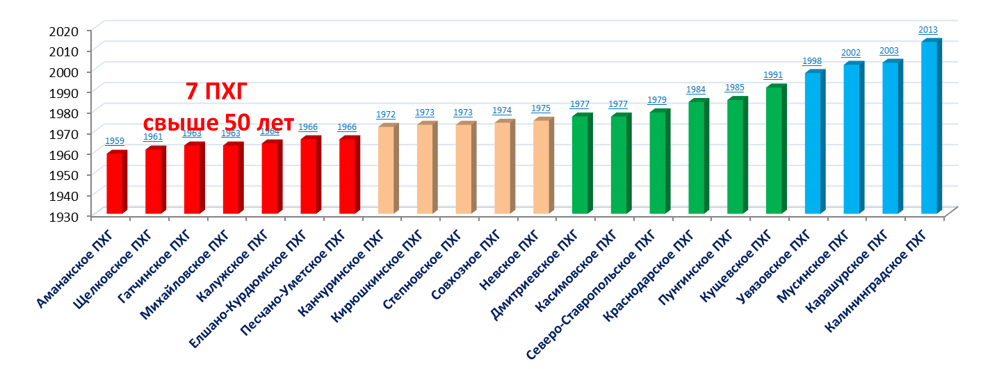 2020
2010
2000
1990
1980
1970
1960
1950
1940
1930
7 ПХГ
свыше 50 лет
1959
1961
1963
1963
1964
1966
1966
1972
1973
1973
1974
1975
1977
1977
1979
1984
1985
1991
1998
2002
2003
2013
Аманакское ПХГ
Щелковское ПХГ
Гатчинское ПХГ
Михайловское ПХГ
Калужское ПХГ
Елшано-Курдюмское ПХГ
Песчано-Уметское ПХГ
Канчуринское ПХГ
Кирюшкинское ПХГ
Степновское ПХГ
Совхозное ПХГ
Невское ПХГ
Дмитриевское ПХГ
Касимовское ПХГ
Северо-Ставропольское ПХГ
Краснодарское ПХГ
Пунгинское ПХГ
Кущевское ПХГ
Увязовское ПХГ
Мусинское ПХГ
Карашурское ПХГ
Калининградское ПХГ